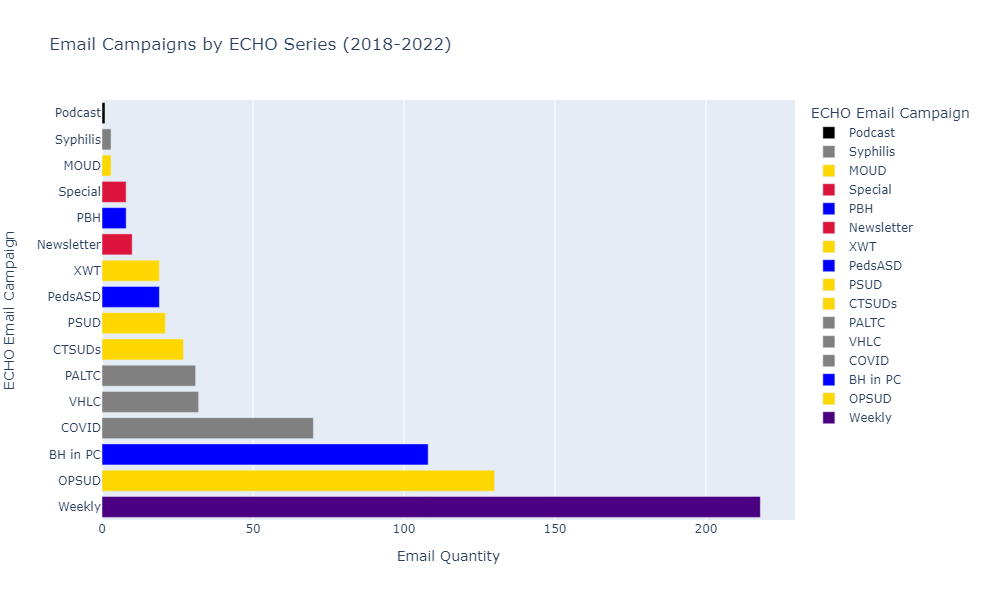 Email Campaigns by ECHO Series (2018-2022)
ECHO Email Campaign
Podcast
Syphilis
MOUD
Special
PBH
Newsletter
XWT
PedsASD
PSUD
CTSUDs
PALTC
VHLC
COVID
BH in PC
OPSUD
Weekly
0 50 100 150 200
Email Quantity
ECHO Email Campaign
Podcast
Syphilis
MOUD
Special
PBH
Newsletter
XWT
PedsASD
PSUD
CTSUDs
PALTC
VHLC
COVID
BH in PC
OPSUD
Weekly